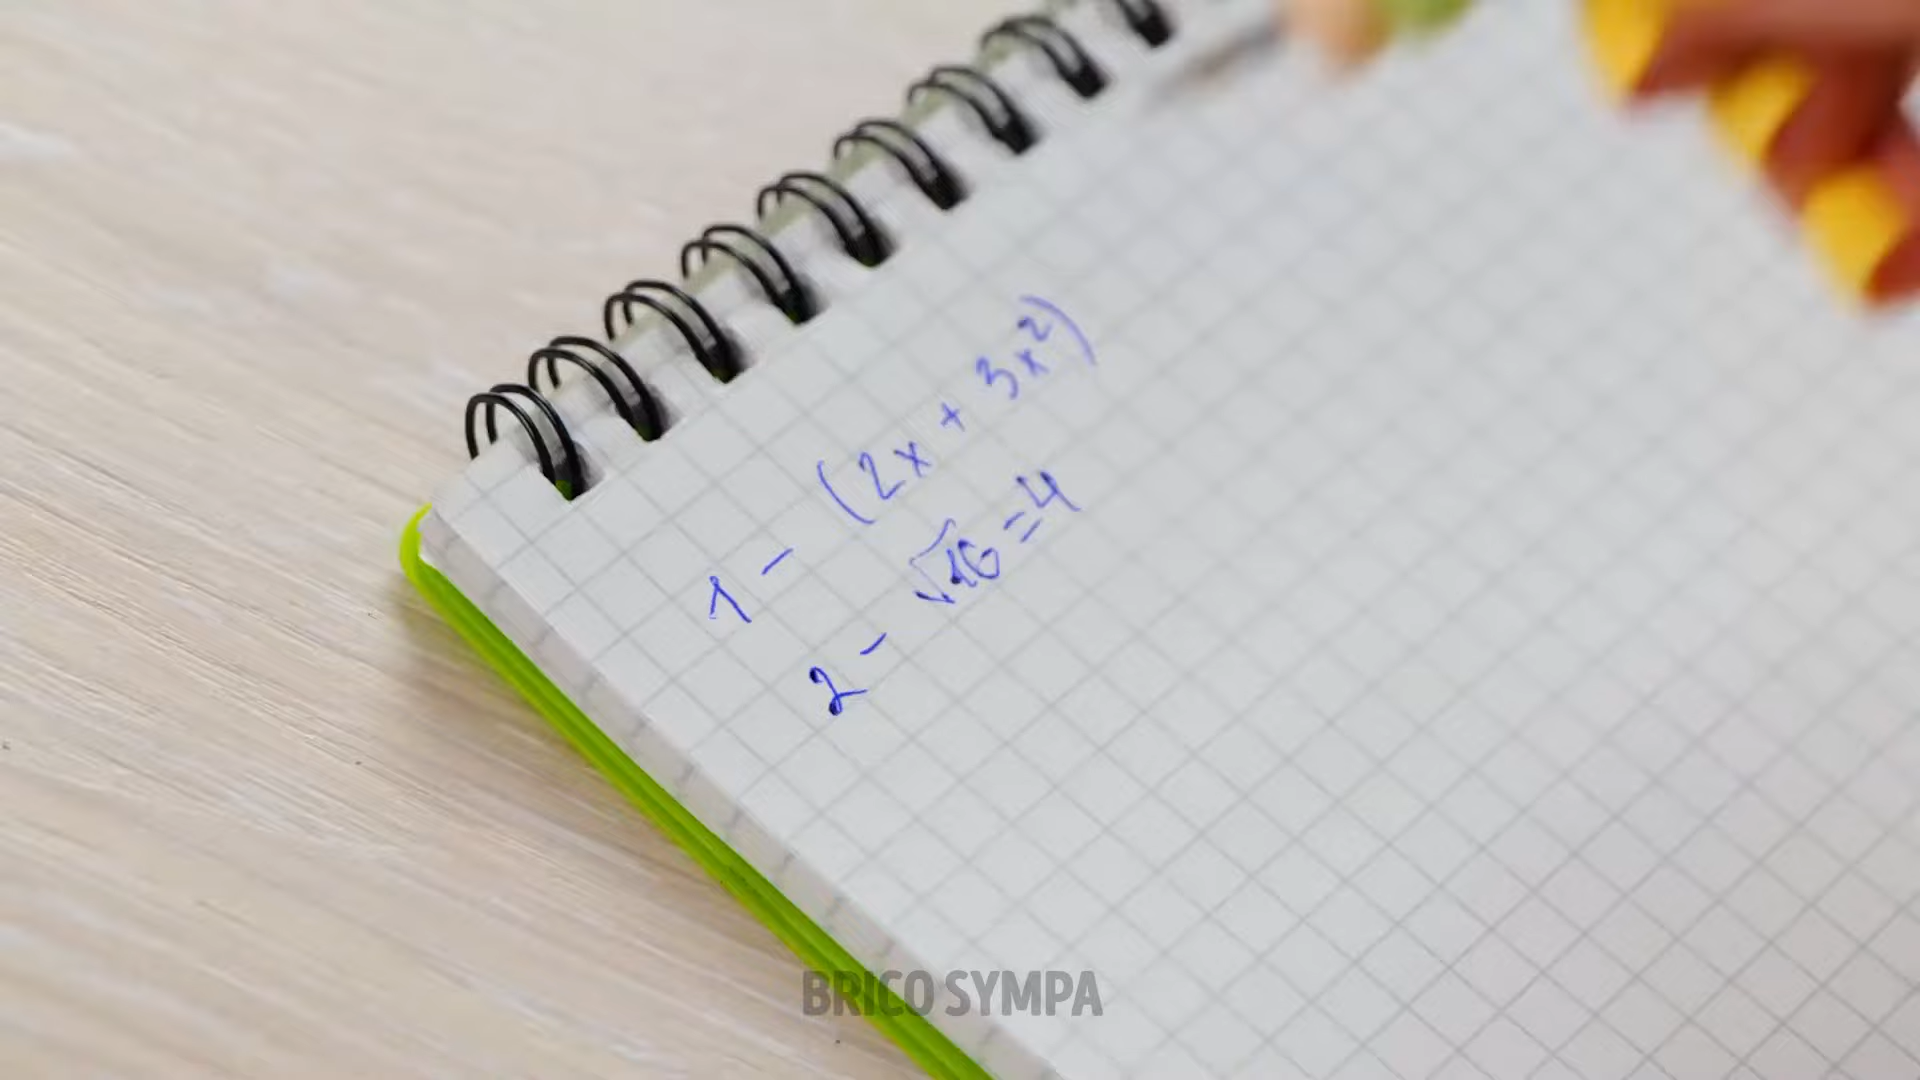 1 - (2x + 3x²)
2 - √16 = 4
BRICO SYMPA